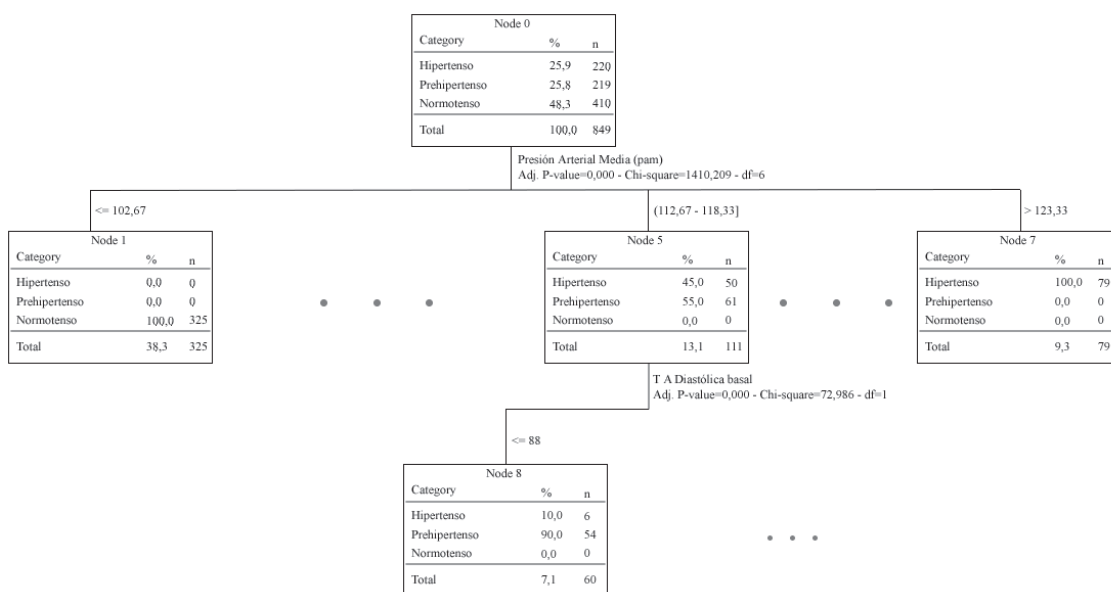 Node 0
Category % n
Hipertenso 25,9 220
Prehipertenso 25,8 219
Normotenso 48,3 410
Total 100,0 849
Presión Arterial Media (pam)
Adj. P-value=0,000 - Chi-square=1410,209 - df=6
<= 102,67
(112,67 - 118,33]
> 123,33
Node 1
Category % n
Hipertenso 0,0 0
Prehipertenso 0,0 0
Normotenso 100,0 325
Total 38,3 325
Node 5
Category % n
Hipertenso 45,0 50
Prehipertenso 55,0 61
Normotenso 0,0 0
Total 13,1 111
Node 7
Category % n
Hipertenso 100,0 79
Prehipertenso 0,0 0
Normotenso 0,0 0
Total 9,3 79
T A Diastólica basal
Adj. P-value=0,000 - Chi-square=72,986 - df=1
<= 88
Node 8
Category % n
Hipertenso 10,0 6
Prehipertenso 90,0 54
Normotenso 0,0 0
Total 7,1 60